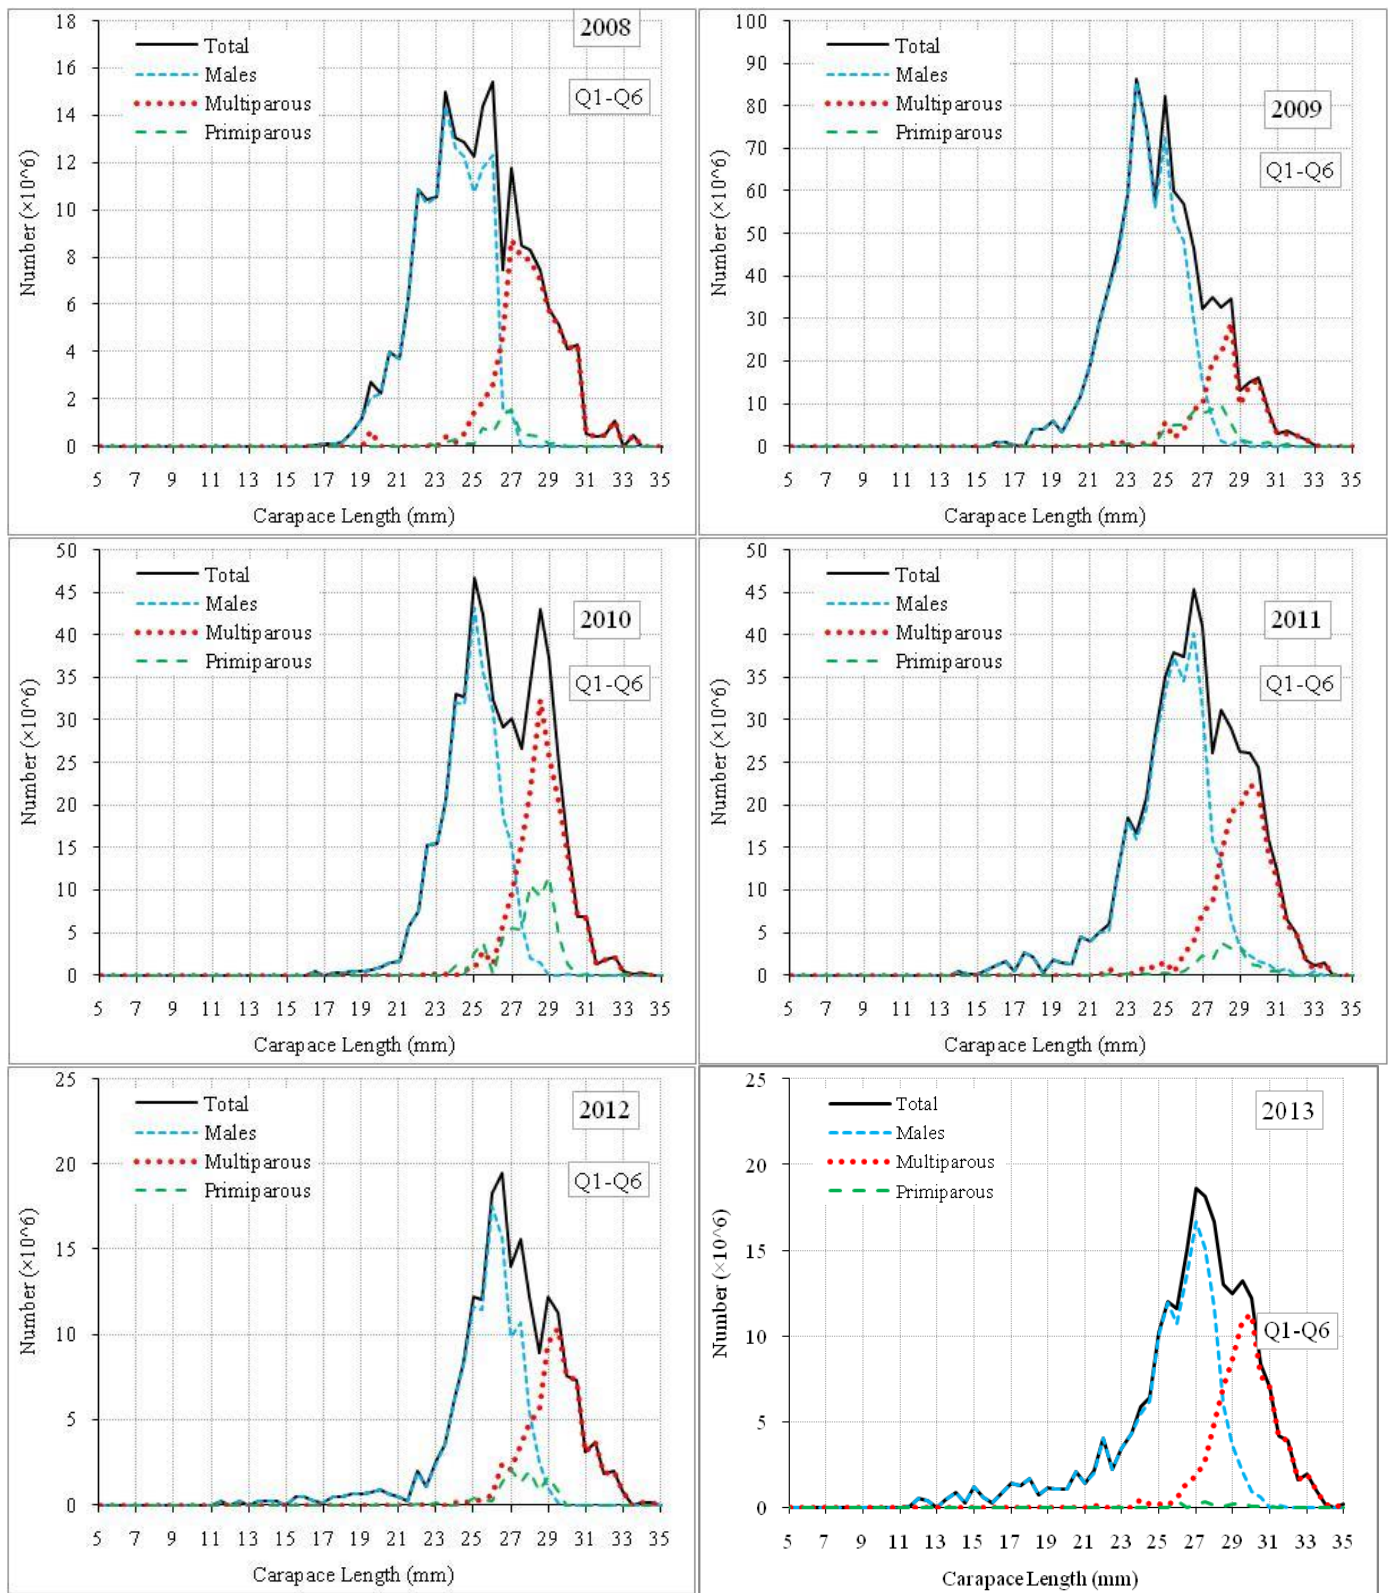 2008
Q1-Q6
Total
Males
Multiparous
Primiparous
Number (×10^6)
18
16
14
12
10
8
6
4
2
0
5 7 9 11 13 15 17 19 21 23 25 27 29 31 33 35
Carapace Length (mm)
2009
Q1-Q6
Total
Males
Multiparous
Primiparous
Number (×10^6)
100
90
80
70
60
50
40
30
20
10
0
5 7 9 11 13 15 17 19 21 23 25 27 29 31 33 35
Carapace Length (mm)
2010
Q1-Q6
Total
Males
Multiparous
Primiparous
Number (×10^6)
50
45
40
35
30
25
20
15
10
5
0
5 7 9 11 13 15 17 19 21 23 25 27 29 31 33 35
Carapace Length (mm)
2011
Q1-Q6
Total
Males
Multiparous
Primiparous
Number (×10^6)
50
45
40
35
30
25
20
15
10
5
0
5 7 9 11 13 15 17 19 21 23 25 27 29 31 33 35
Carapace Length (mm)
2012
Q1-Q6
Total
Males
Multiparous
Primiparous
Number (×10^6)
25
20
15
10
5
0
5 7 9 11 13 15 17 19 21 23 25 27 29 31 33 35
Carapace Length (mm)
2013
Q1-Q6
Total
Males
Multiparous
Primiparous
Number (×10^6)
25
20
15
10
5
0
5 7 9 11 13 15 17 19 21 23 25 27 29 31 33 35
Carapace Length (mm)